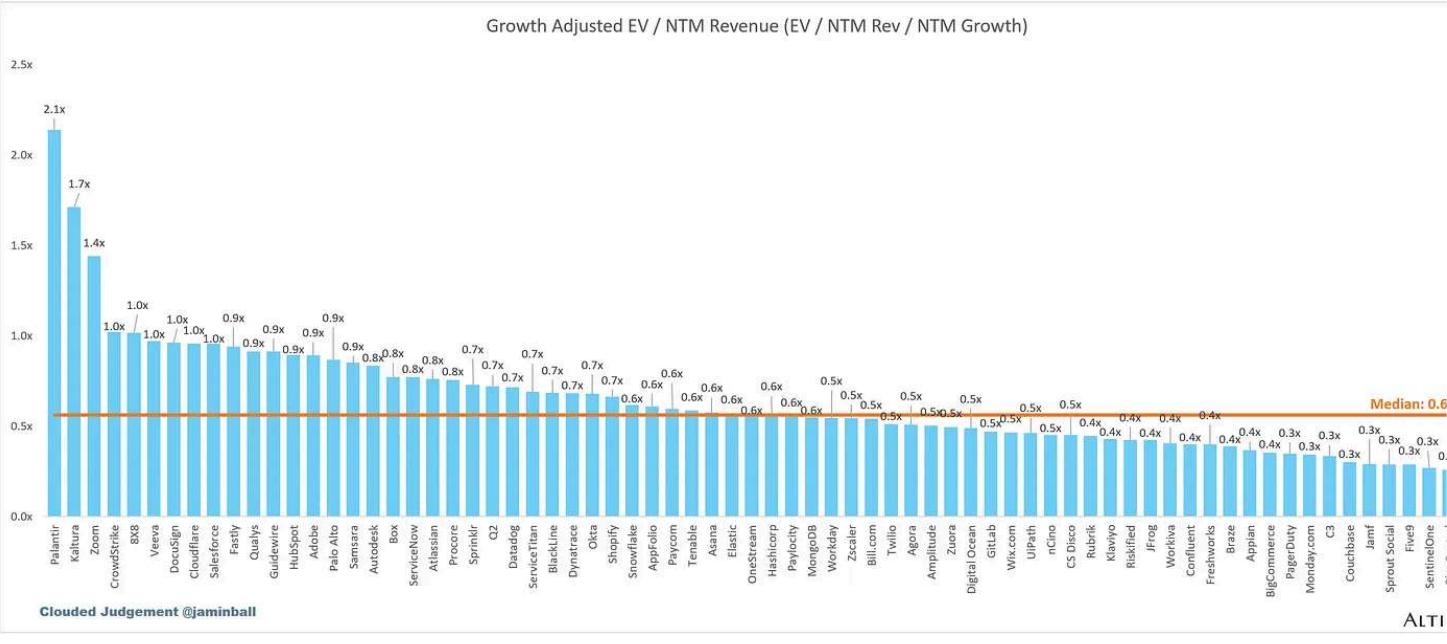 Growth Adjusted EV / NTM Revenue (EV / NTM Rev / NTM Growth)
2.5x
2.0x
1.5x
1.0x
0.5x
0.0x
2.1x
1.7x
1.4x
1.0x
1.0x
1.0x
1.0x
1.0x
1.0x
0.9x
0.9x
0.9x
0.9x
0.9x
0.9x
0.9x
0.8x
0.8x
0.8x
0.8x
0.8x
0.7x
0.7x
0.7x
0.7x
0.7x
0.7x
0.7x
0.7x
0.6x
0.6x
0.6x
0.6x
0.6x
0.6x
0.6x
0.6x
0.6x
0.5x
0.5x
0.5x
0.5x
0.5x
0.5x
0.5x
0.5x
0.5x
0.5x
0.5x
0.5x
0.5x
0.4x
0.4x
0.4x
0.4x
0.4x
0.4x
0.4x
0.4x
0.4x
0.4x
0.3x
0.3x
0.3x
0.3x
0.3x
0.3x
0.3x
0.3x
Median: 0.6
Palantir
Kaltura
Zoom
CrowdStrike
8X8
Veeva
DocuSign
Cloudflare
Salesforce
Fastly
Qualys
Guidewire
HubSpot
Adobe
Palo Alto
Samsara
Autodesk
Box
ServiceNow
Atlassian
Procore
Sprinklr
Q2
Datadog
ServiceTitan
BlackLine
Dynatrace
Okta
Shopify
Snowflake
AppFolio
Paycom
Tenable
Asana
Elastic
OneStream
Hashicorp
Paylocity
MongoDB
Workday
Zscaler
Bill.com
Twilio
Agora
Amplitude
Zuora
Digital Ocean
GitLab
Wix.com
UiPath
nCino
CS Disco
Rubrik
Klaviyo
Riskified
JFrog
Workiva
Confluent
Freshworks
Braze
Appian
BigCommerce
PagerDuty
Monday.com
C3
Couchbase
Jamf
Sprout Social
Five9
SentinelOne
Clouded Judgement @jaminball
ALTI